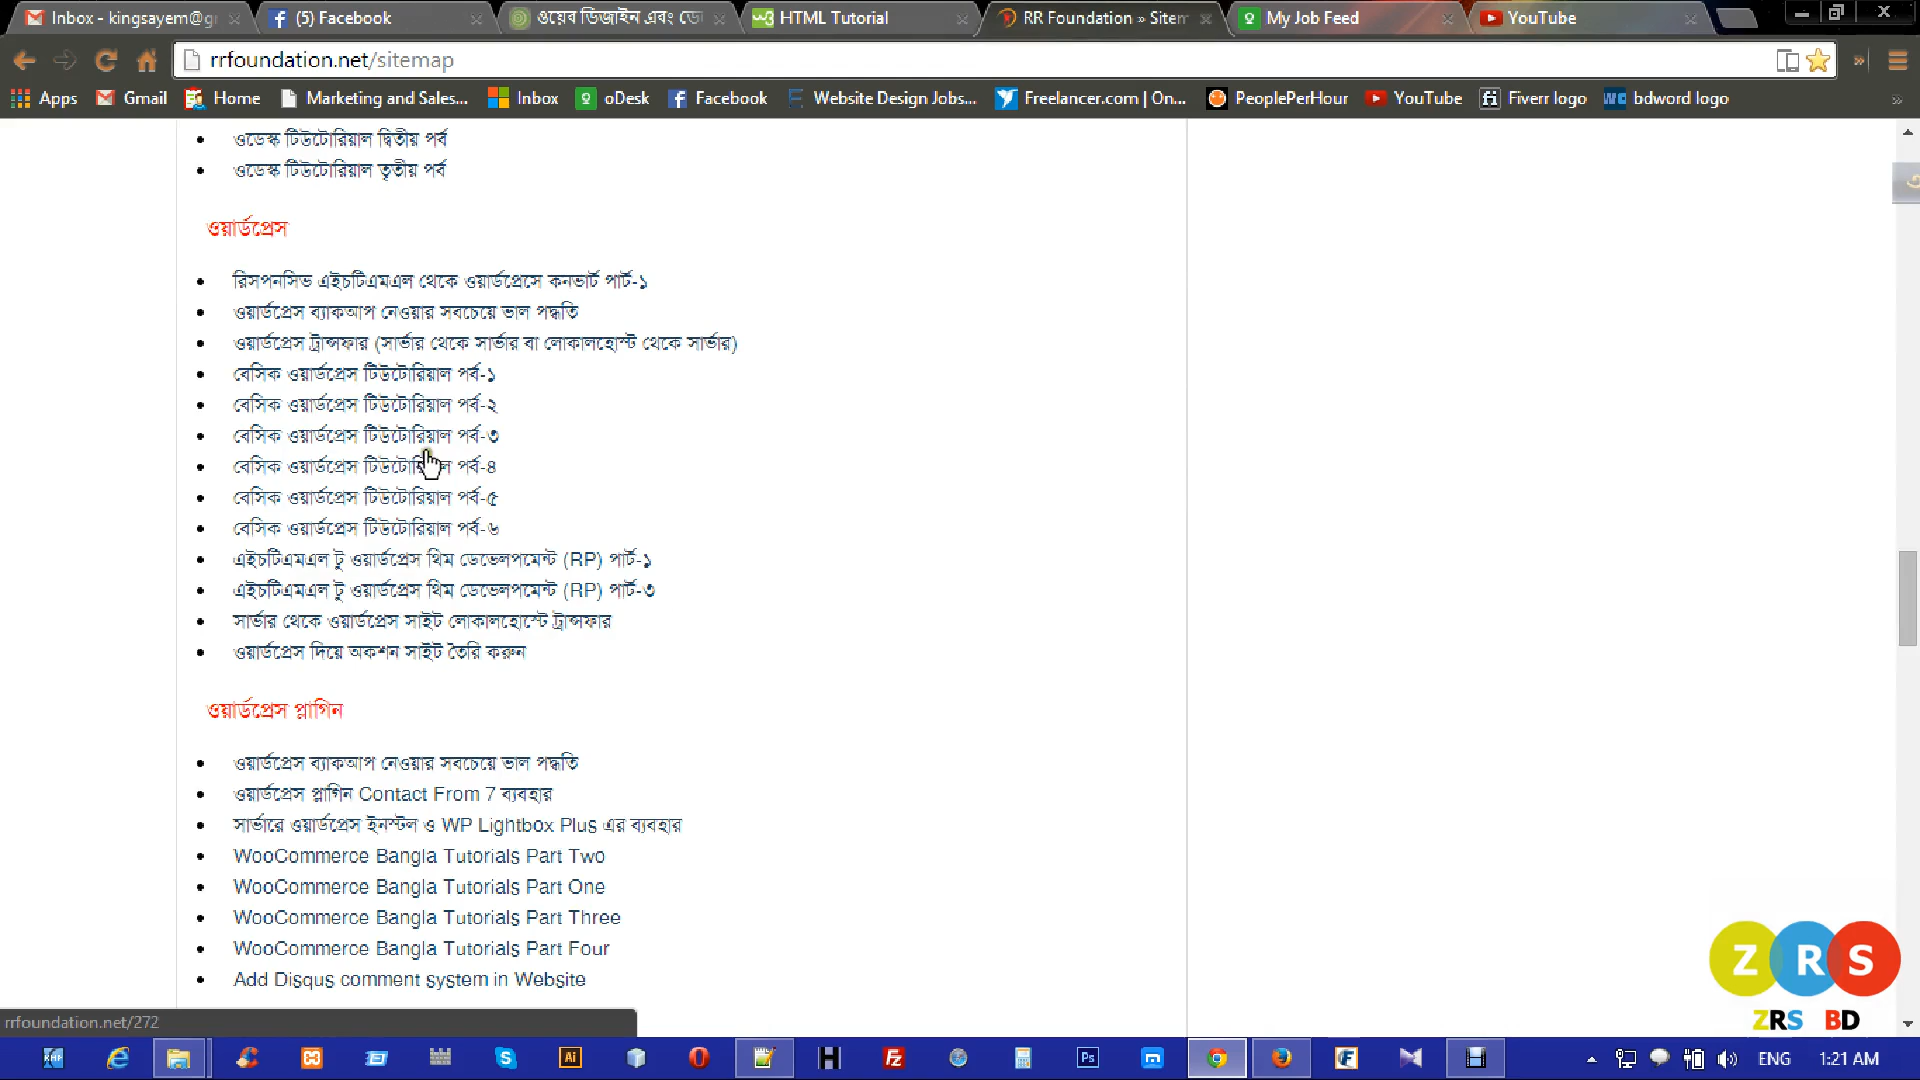 Inbox - kingsayem@g
(5) Facebook
ওয়েব ডিজাইন এবং ডে
HTML Tutorial
RR Foundation » Sitem
My Job Feed
YouTube
rrfoundation.net/sitemap
Apps
Gmail
Home
Marketing and Sales...
Inbox
oDesk
Facebook
Website Design Jobs...
Freelancer.com | On...
PeoplePerHour
YouTube
Fiverr logo
bdword logo
ওডেস্ক টিউটোরিয়াল দ্বিতীয় পর্ব
ওডেস্ক টিউটোরিয়াল তৃতীয় পর্ব
ওয়ার্ডপ্রেস
রিসপনসিভ এইচটিএমএল থেকে ওয়ার্ডপ্রেসে কনভার্ট পার্ট-১
ওয়ার্ডপ্রেস ব্যাকআপ নেওয়ার সবচেয়ে ভাল পদ্ধতি
ওয়ার্ডপ্রেস ট্রান্সফার (সার্ভার থেকে সার্ভার বা লোকালহোস্ট থেকে সার্ভার)
বেসিক ওয়ার্ডপ্রেস টিউটোরিয়াল পর্ব-১
বেসিক ওয়ার্ডপ্রেস টিউটোরিয়াল পর্ব-২
বেসিক ওয়ার্ডপ্রেস টিউটোরিয়াল পর্ব-৩
বেসিক ওয়ার্ডপ্রেস টিউটোরিয়াল পর্ব-৪
বেসিক ওয়ার্ডপ্রেস টিউটোরিয়াল পর্ব-৫
বেসিক ওয়ার্ডপ্রেস টিউটোরিয়াল পর্ব-৬
এইচটিএমএল টু ওয়ার্ডপ্রেস থিম ডেভেলপমেন্ট (RP) পার্ট-১
এইচটিএমএল টু ওয়ার্ডপ্রেস থিম ডেভেলপমেন্ট (RP) পার্ট-৩
সার্ভার থেকে ওয়ার্ডপ্রেস সাইট লোকালহোস্টে ট্রান্সফার
ওয়ার্ডপ্রেস দিয়ে অকশন সাইট তৈরি করুন
ওয়ার্ডপ্রেস প্লাগিন
ওয়ার্ডপ্রেস ব্যাকআপ নেওয়ার সবচেয়ে ভাল পদ্ধতি
ওয়ার্ডপ্রেস প্লাগিন Contact From 7 ব্যবহার
সার্ভারে ওয়ার্ডপ্রেস ইনস্টল ও WP Lightbox Plus এর ব্যবহার
WooCommerce Bangla Tutorials Part Two
WooCommerce Bangla Tutorials Part One
WooCommerce Bangla Tutorials Part Three
WooCommerce Bangla Tutorials Part Four
Add Disqus comment system in Website
ZRS
ZRS BD
rrfoundation.net/272
ENG
1:21 AM